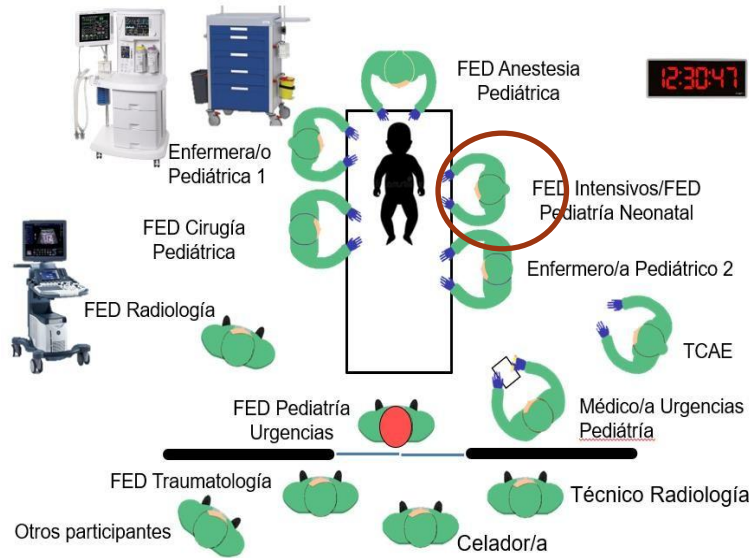 FED Anestesia
Pediátrica
12:30:47
Enfermera/o
Pediátrica 1
FED Intensivos/FED
Pediatría Neonatal
FED Cirugía
Pediátrica
Enfermero/a Pediátrico 2
FED Radiología
TCAE
FED Pediatría
Urgencias
Médico/a Urgencias
Pediatría
FED Traumatología
Técnico Radiología
Otros participantes
Celador/a